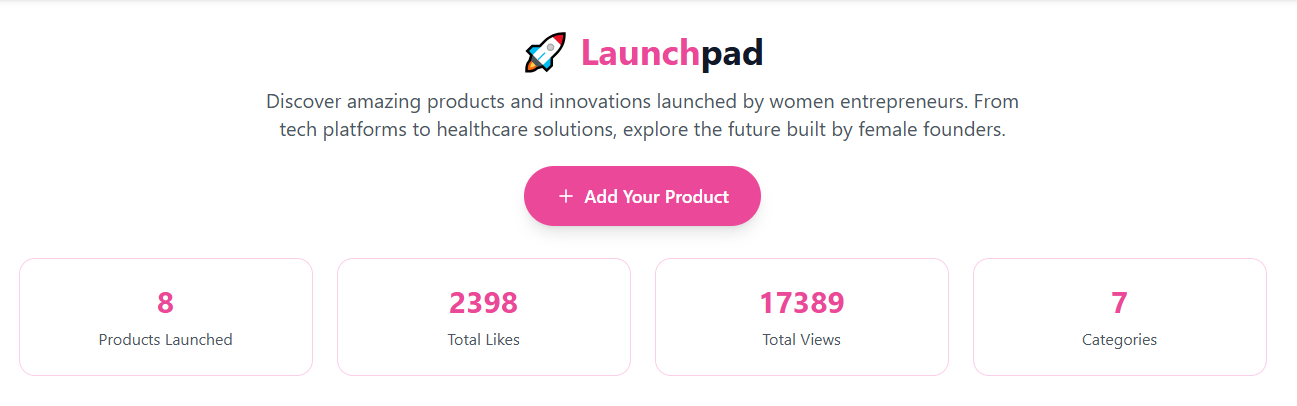 🚀 Launchpad
Discover amazing products and innovations launched by women entrepreneurs. From
tech platforms to healthcare solutions, explore the future built by female founders.
+ Add Your Product
8
Products Launched
2398
Total Likes
17389
Total Views
7
Categories